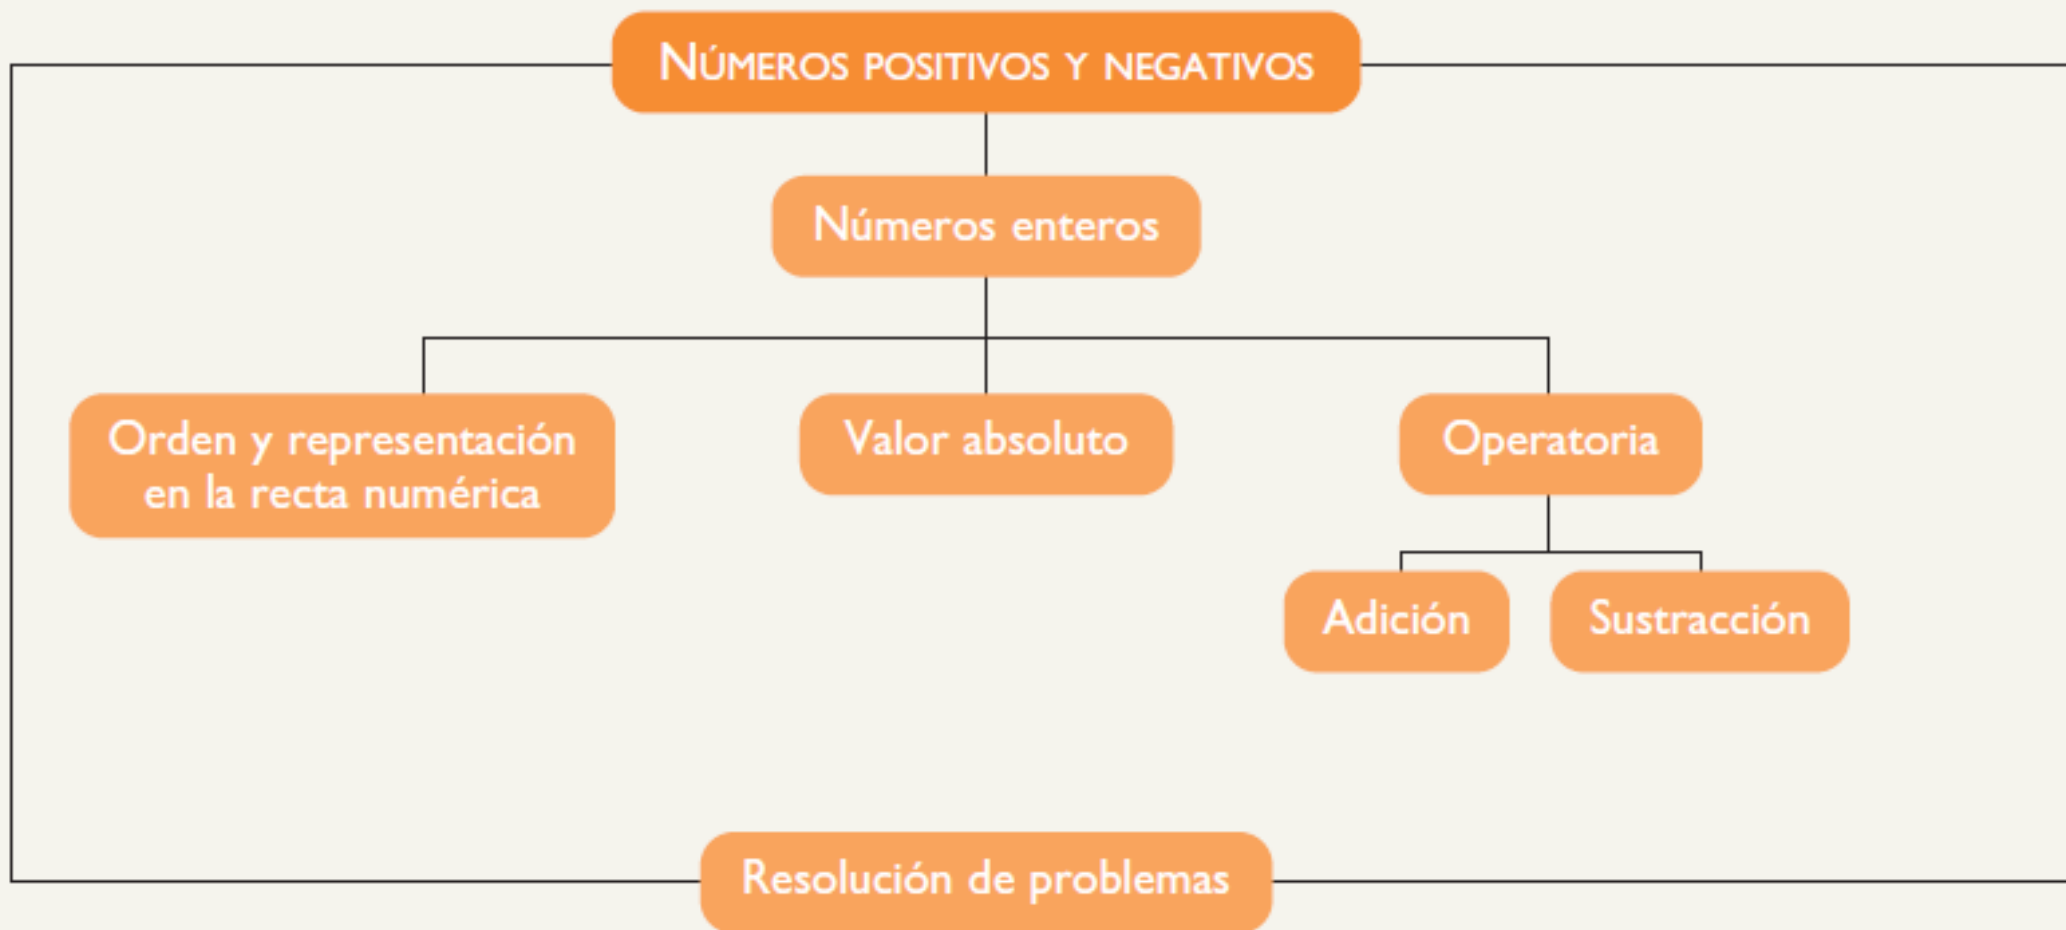 NÚMEROS POSITIVOS Y NEGATIVOS
Números enteros
Orden y representación
en la recta numérica
Valor absoluto
Operatoria
Adición
Sustracción
Resolución de problemas